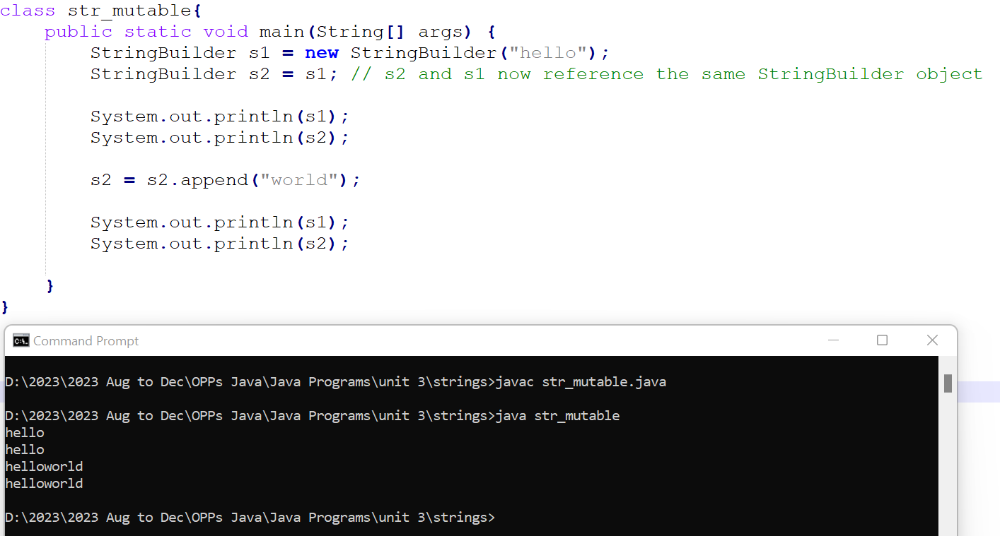 class str_mutable{
public static void main(String[] args) {
StringBuilder s1 = new StringBuilder("hello");
StringBuilder s2 = s1; // s2 and s1 now reference the same StringBuilder object
System.out.println(s1);
System.out.println(s2);
s2 = s2.append("world");
System.out.println(s1);
System.out.println(s2);
}
}
Command Prompt
D:\2023\2023 Aug to Dec\OPPs Java\Java Programs\unit 3\strings>javac str_mutable.java
D:\2023\2023 Aug to Dec\OPPs Java\Java Programs\unit 3\strings>java str_mutable
hello
hello
helloworld
helloworld
D:\2023\2023 Aug to Dec\OPPs Java\Java Programs\unit 3\strings>